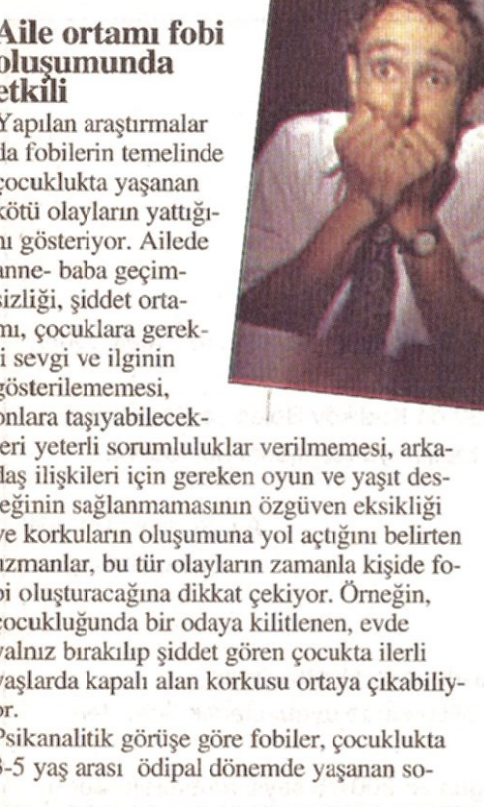 Aile ortamı fobi
oluşumunda
etkili
Yapılan araştırmalar
da fobilerin temelinde
çocuklukta yaşanan
kötü olayların yattığı-
nı gösteriyor. Ailede
anne- baba geçim-
sizliği, şiddet orta-
mı, çocuklara gerek-
li sevgi ve ilginin
gösterilememesi,
onlara taşıyabilecek-
leri yeterli sorumluluklar verilmemesi, arka-
daş ilişkileri için gereken oyun ve yaşıt des-
teğinin sağlanmamasının özgüven eksikliği
ve korkuların oluşumuna yol açtığını belirten
uzmanlar, bu tür olayların zamanla kişide fo-
bi oluşturacağına dikkat çekiyor. Örneğin,
çocukluğunda bir odaya kilitlenen, evde
yalnız bırakılıp şiddet gören çocukta ilerli
yaşlarda kapalı alan korkusu ortaya çıkabiliy-
or.
Psikanalitik görüşe göre fobiler, çocuklukta
3-5 yaş arası ödipal dönemde yaşanan so-